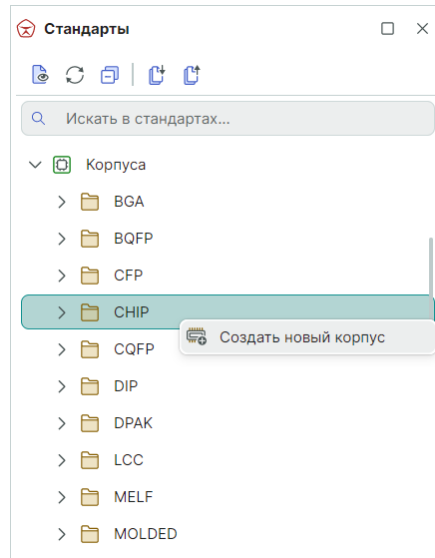 Стандарты
Искать в стандартах...
Корпуса
BGA
BQFP
CFP
CHIP
Создать новый корпус
CQFP
DIP
DPAK
LCC
MELF
MOLDED